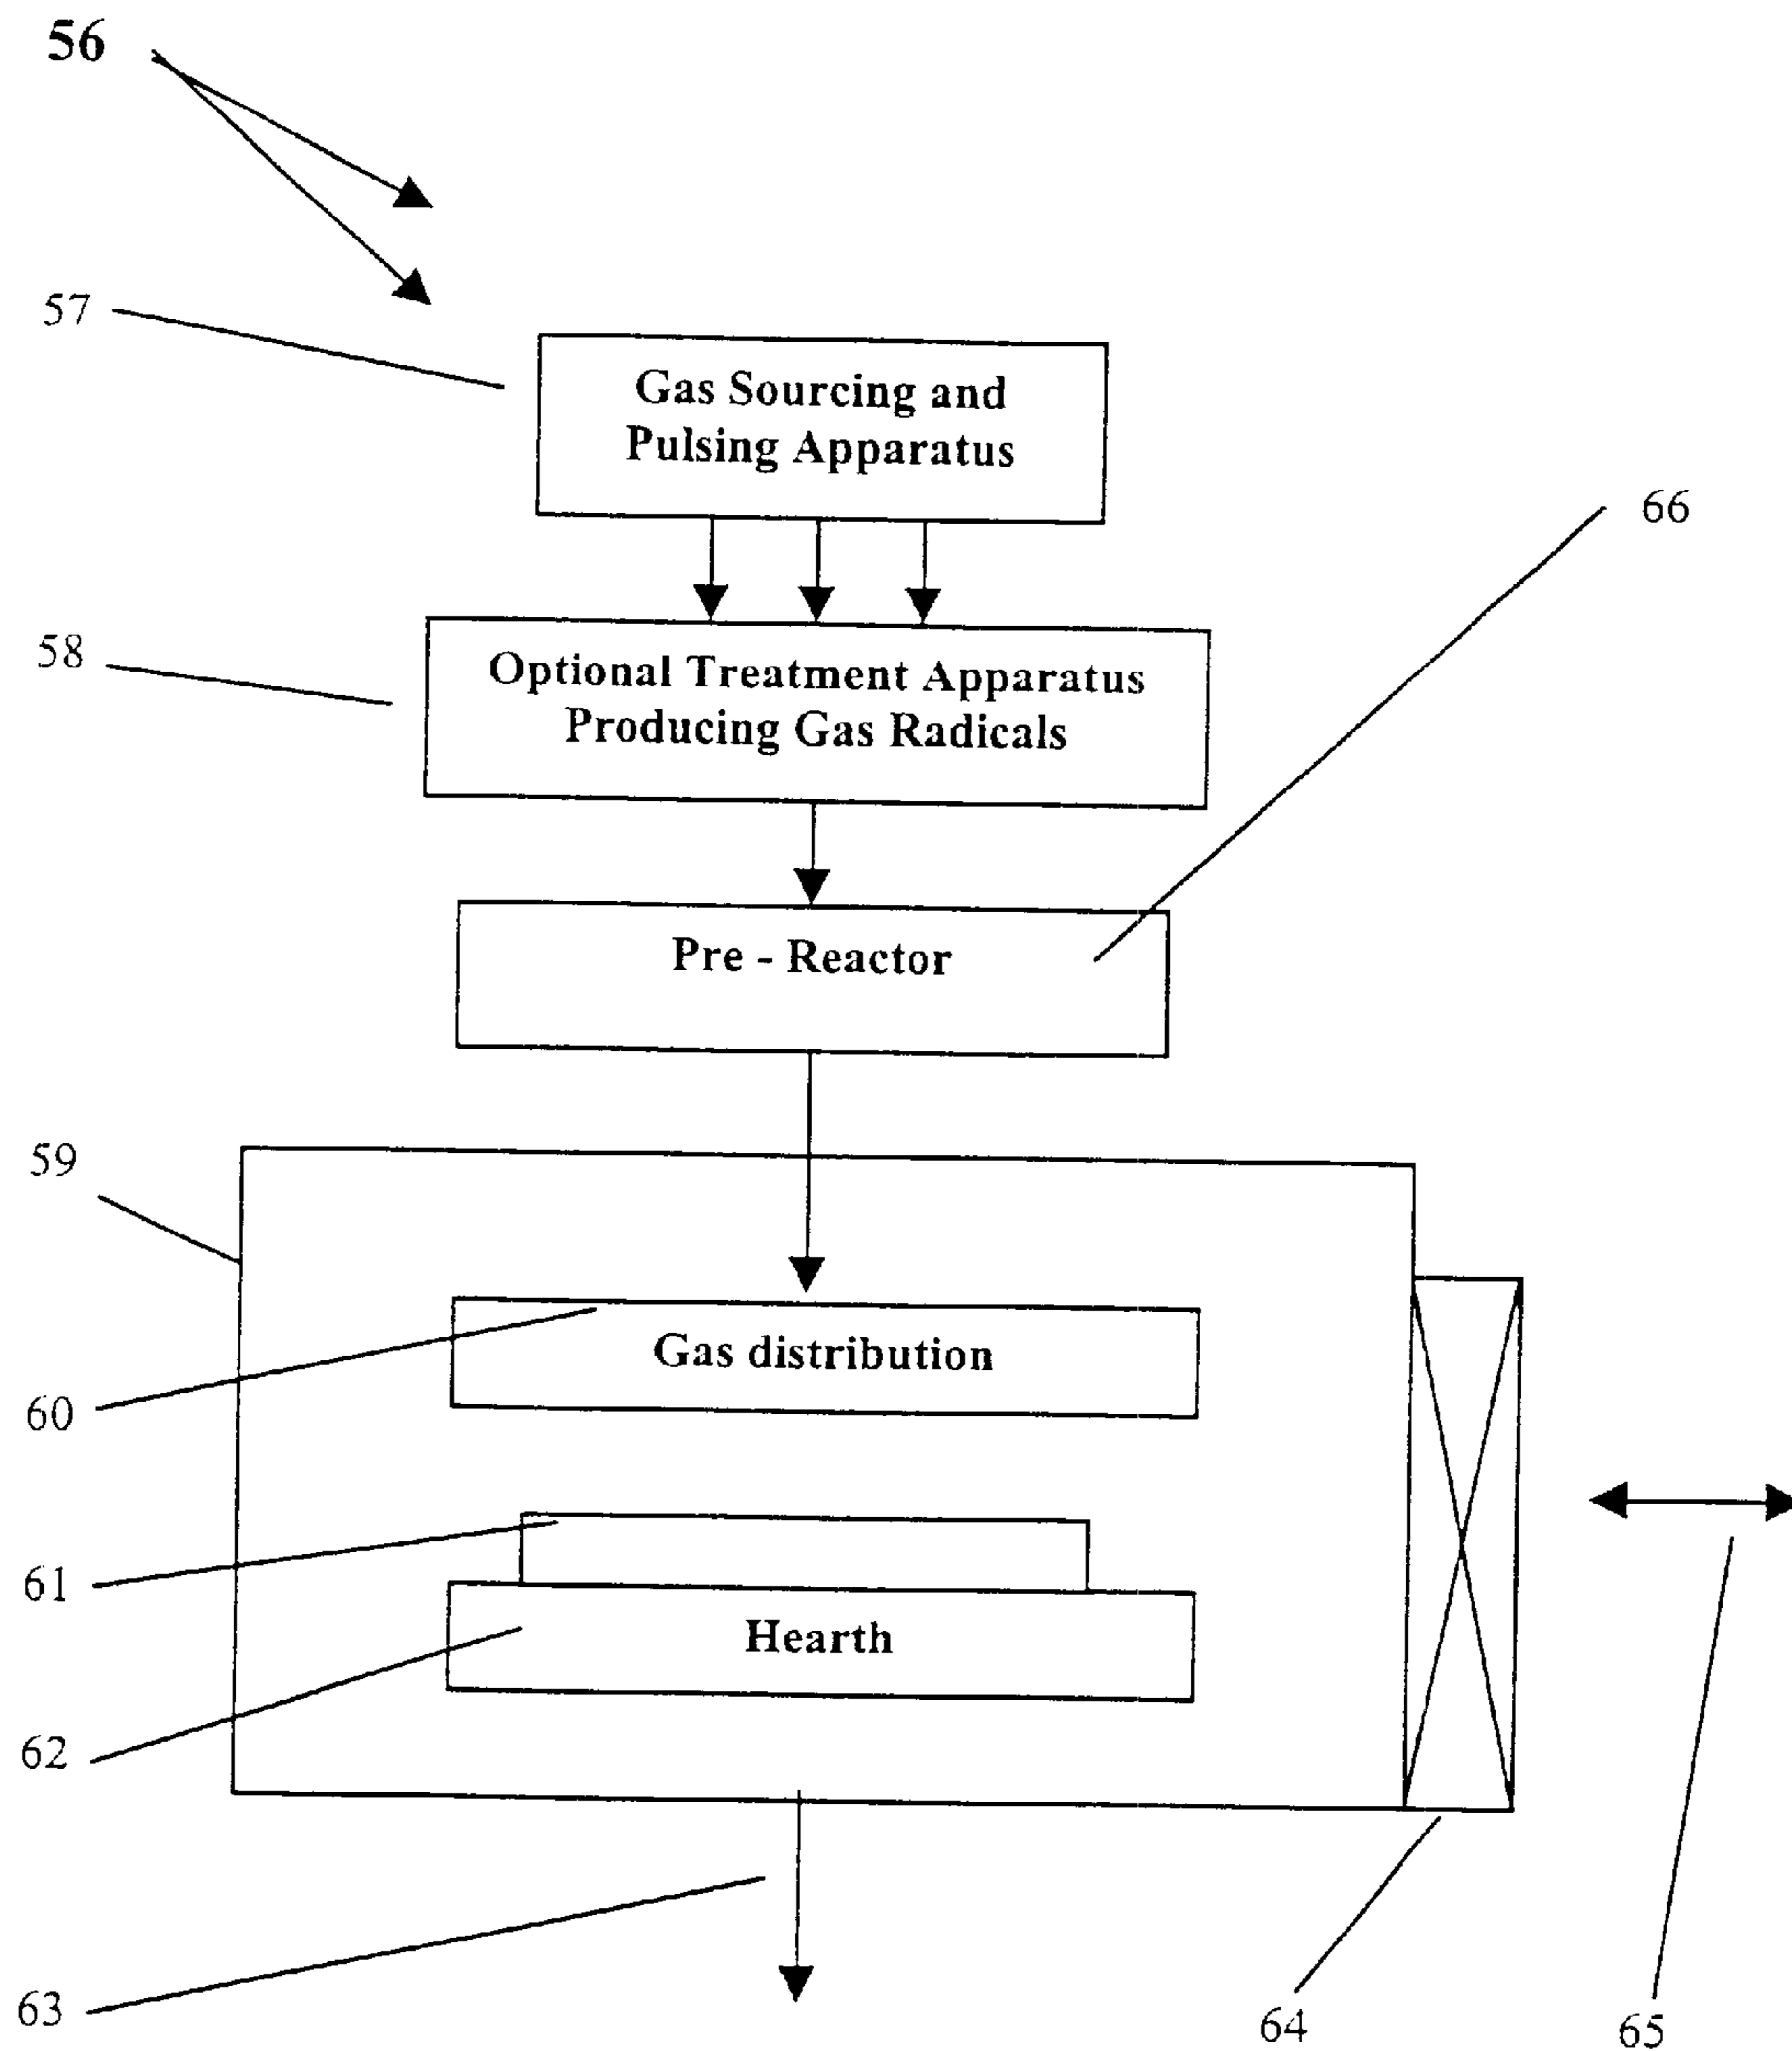 56
57
Gas Sourcing and
Pulsing Apparatus
66
58
Optional Treatment Apparatus
Producing Gas Radicals
Pre - Reactor
59
Gas distribution
60
61
Hearth
62
63
64
65